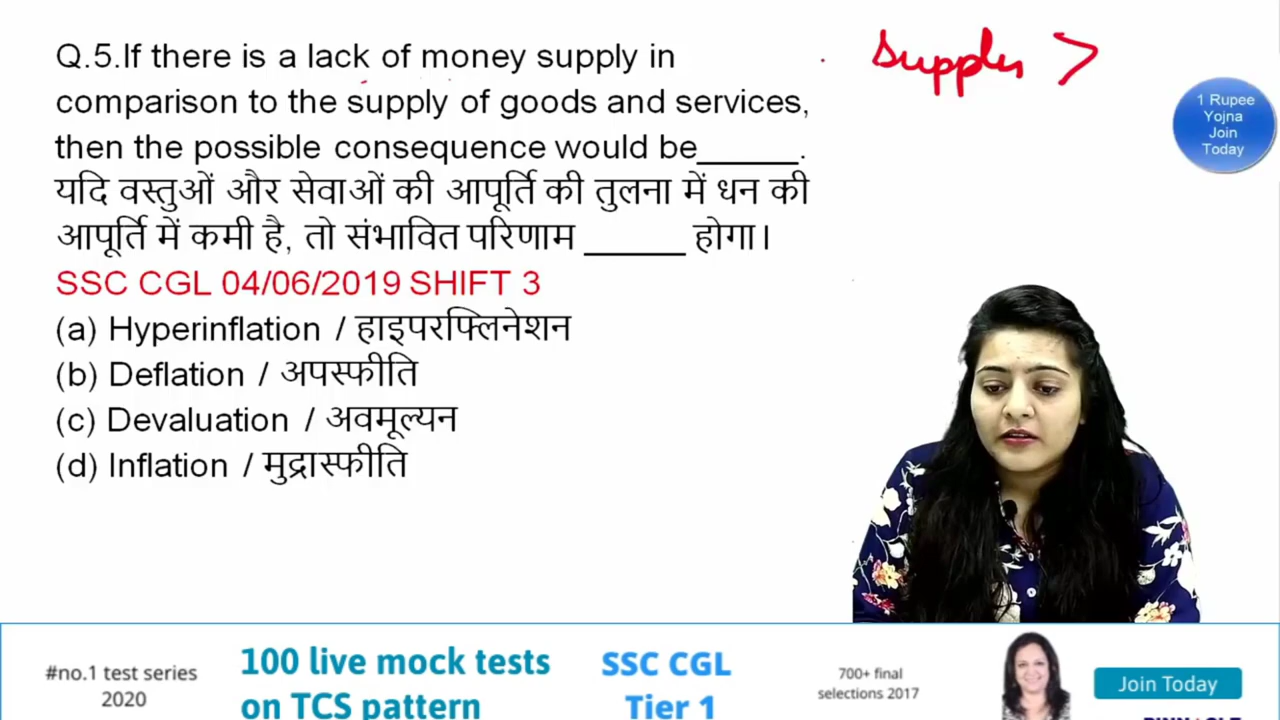 Q.5.If there is a lack of money supply in
comparison to the supply of goods and services,
then the possible consequence would be_____.
यदि वस्तुओं और सेवाओं की आपूर्ति की तुलना में धन की
आपूर्ति में कमी है, तो संभावित परिणाम _____ होगा।
SSC CGL 04/06/2019 SHIFT 3
(a) Hyperinflation / हाइपरफ्लिनेशन
(b) Deflation / अपस्फीति
(c) Devaluation / अवमूल्यन
(d) Inflation / मुद्रास्फीति
Supply >
1 Rupee
Yojna
Join
Today
#no.1 test series
2020
100 live mock tests
on TCS pattern
SSC CGL
Tier 1
700+ final
selections 2017
Join Today